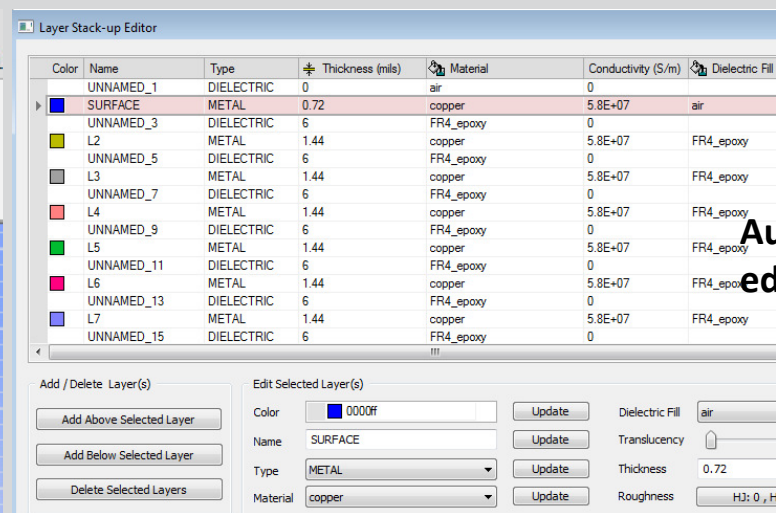 Layer Stack-up Editor
Color Name Type Thickness (mils) Material Conductivity (S/m) Dielectric Fill
UNNAMED_1 DIELECTRIC 0 air 0
SURFACE METAL 0.72 copper 5.8E+07 air
UNNAMED_3 DIELECTRIC 6 FR4_epoxy 0
L2 METAL 1.44 copper 5.8E+07 FR4_epoxy
UNNAMED_5 DIELECTRIC 6 FR4_epoxy 0
L3 METAL 1.44 copper 5.8E+07 FR4_epoxy
UNNAMED_7 DIELECTRIC 6 FR4_epoxy 0
L4 METAL 1.44 copper 5.8E+07 FR4_epoxy
UNNAMED_9 DIELECTRIC 6 FR4_epoxy 0
L5 METAL 1.44 copper 5.8E+07 FR4_epoxy
UNNAMED_11 DIELECTRIC 6 FR4_epoxy 0
L6 METAL 1.44 copper 5.8E+07
UNNAMED_13 DIELECTRIC 6 FR4_epoxy 0
L7 METAL 1.44 copper 5.8E+07 FR4_epoxy
UNNAMED_15 DIELECTRIC 6 FR4_epoxy 0
Add / Delete Layer(s) Edit Selected Layer(s)
Color 0000ff Update Dielectric Fill air
Add Above Selected Layer
Name SURFACE Update Translucency
Add Below Selected Layer
Type METAL Update Thickness 0.72
Delete Selected Layers
Material copper Update Roughness HJ: 0 ,